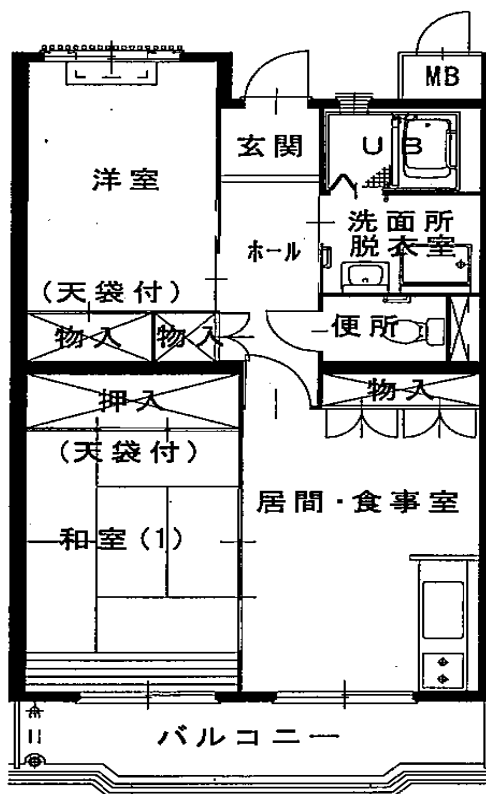 MB
玄関
UB
洋室
洗面所
脱衣室
ホール
(天袋付)
物入
物入
便所
押入
物入
(天袋付)
居間・食事室
和室(1)
バルコニー